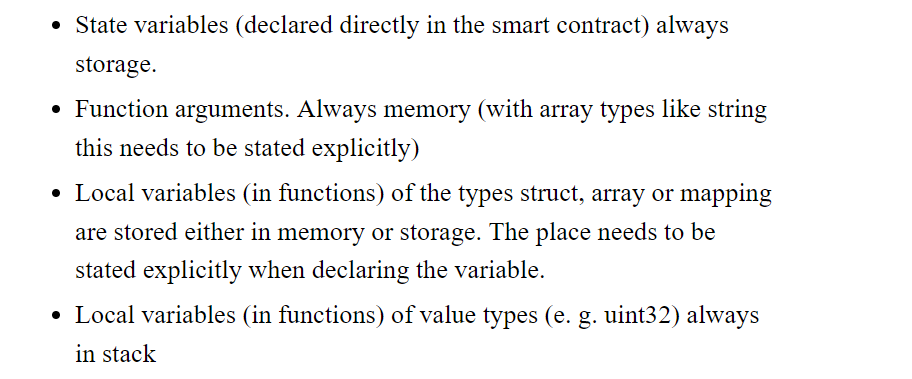 • State variables (declared directly in the smart contract) always
storage.
• Function arguments. Always memory (with array types like string
this needs to be stated explicitly)
• Local variables (in functions) of the types struct, array or mapping
are stored either in memory or storage. The place needs to be
stated explicitly when declaring the variable.
• Local variables (in functions) of value types (e. g. uint32) always
in stack